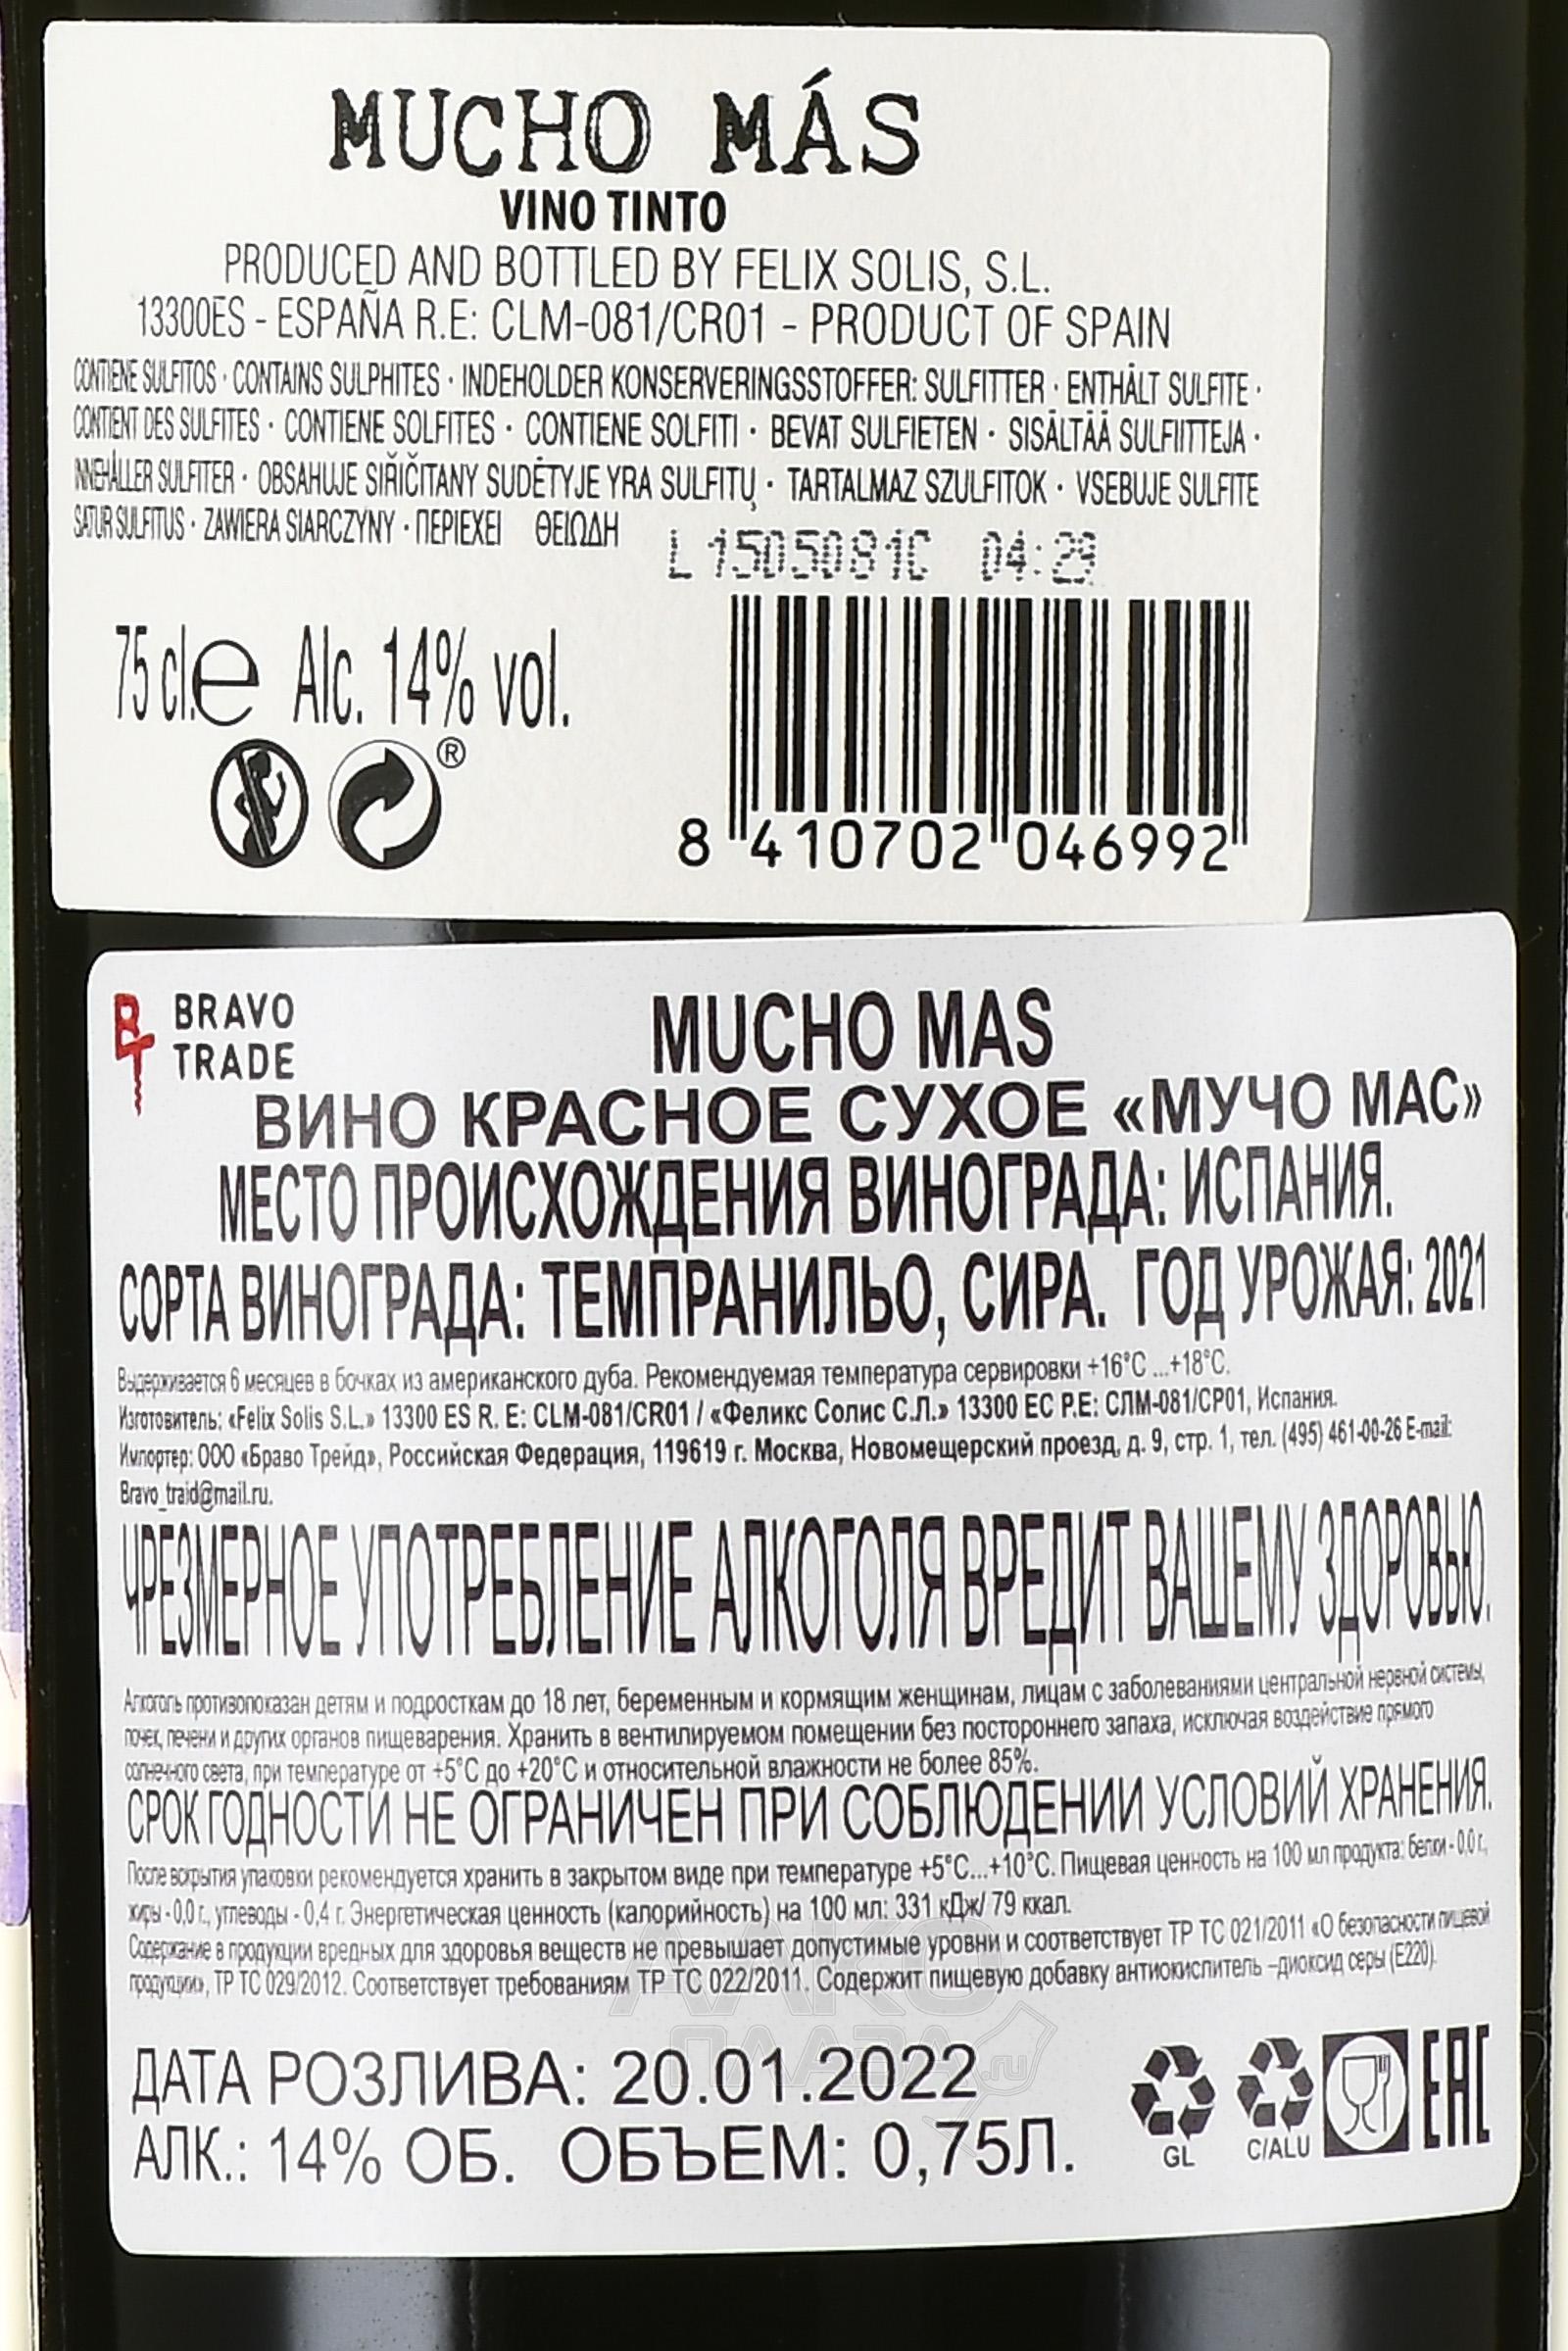 MUCHO MÁS
VINO TINTO
PRODUCED AND BOTTLED BY FELIX SOLIS, S.L.
13300ES - ESPAÑA R.E: CLM-081/CR01 - PRODUCT OF SPAIN
CONTIENE SULFITOS · CONTAINS SULPHITES · INDEHOLDER KONSERVERINGSSTOFFER: SULFITTER · ENTHÄLT SULFITE ·
CONTIENT DES SULFITES · CONTIENE SOLFITES · CONTIENE SOLFITI · BEVAT SULFIETEN · SISÄLTÄÄ SULFIITTEJA ·
INNEHÅLLER SULFITER · OBSAHUJE SIŘIČITANY SUDĖTYJE YRA SULFITŲ · TARTALMAZ SZULFITOK · VSEBUJE SULFITE
SATUR SULFITUS · ZAWIERA SIARCZYNY · ΠΕΡΙΕΧΕΙ ΘΕΙΩΔΗ
L1505081C 04:29
75 cl.e Alc. 14% vol.
®
8 410702 046992
BRAVO
TRADE
MUCHO MAS
ВИНО КРАСНОЕ СУХОЕ «МУЧО МАС»
МЕСТО ПРОИСХОЖДЕНИЯ ВИНОГРАДА: ИСПАНИЯ.
СОРТА ВИНОГРАДА: ТЕМПРАНИЛЬО, СИРА. ГОД УРОЖАЯ: 2021
Выдерживается 6 месяцев в бочках из американского дуба. Рекомендуемая температура сервировки +16°С ...+18°С.
Изготовитель: «Felix Solis S.L.» 13300 ES R. E: CLM-081/CR01 / «Феликс Солис С.Л.» 13300 ЕС Р.Е: СЛМ-081/СР01, Испания.
Импортер: ООО «Браво Трейд», Российская Федерация, 119619 г. Москва, Новомещерский проезд, д. 9, стр. 1, тел. (495) 461-00-26 E-mail:
Bravo_traid@mail.ru.
ЧРЕЗМЕРНОЕ УПОТРЕБЛЕНИЕ АЛКОГОЛЯ ВРЕДИТ ВАШЕМУ ЗДОРОВЬЮ.
Алкоголь противопоказан детям и подросткам до 18 лет, беременным и кормящим женщинам, лицам с заболеваниями центральной нервной системы,
почек, печени и других органов пищеварения. Хранить в вентилируемом помещении без постороннего запаха, исключая воздействие прямого
солнечного света, при температуре от +5°С до +20°С и относительной влажности не более 85%.
СРОК ГОДНОСТИ НЕ ОГРАНИЧЕН ПРИ СОБЛЮДЕНИИ УСЛОВИЙ ХРАНЕНИЯ.
После вскрытия упаковки рекомендуется хранить в закрытом виде при температуре +5°С...+10°С. Пищевая ценность на 100 мл продукта: белки - 0,0 г.,
жиры - 0,0 г., углеводы - 0,4 г. Энергетическая ценность (калорийность) на 100 мл: 331 кДж/ 79 ккал.
Содержание в продукции вредных для здоровья веществ не превышает допустимые уровни и соответствует ТР ТС 021/2011 «О безопасности пищевой
продукции», ТР ТС 029/2012. Соответствует требованиям ТР ТС 022/2011. Содержит пищевую добавку антиокислитель –диоксид серы (Е220).
АЛКО
ПЛАЗА.ru
ДАТА РОЗЛИВА: 20.01.2022
АЛК.: 14% ОБ. ОБЪЕМ: 0,75Л.
GL C/ALU EAC